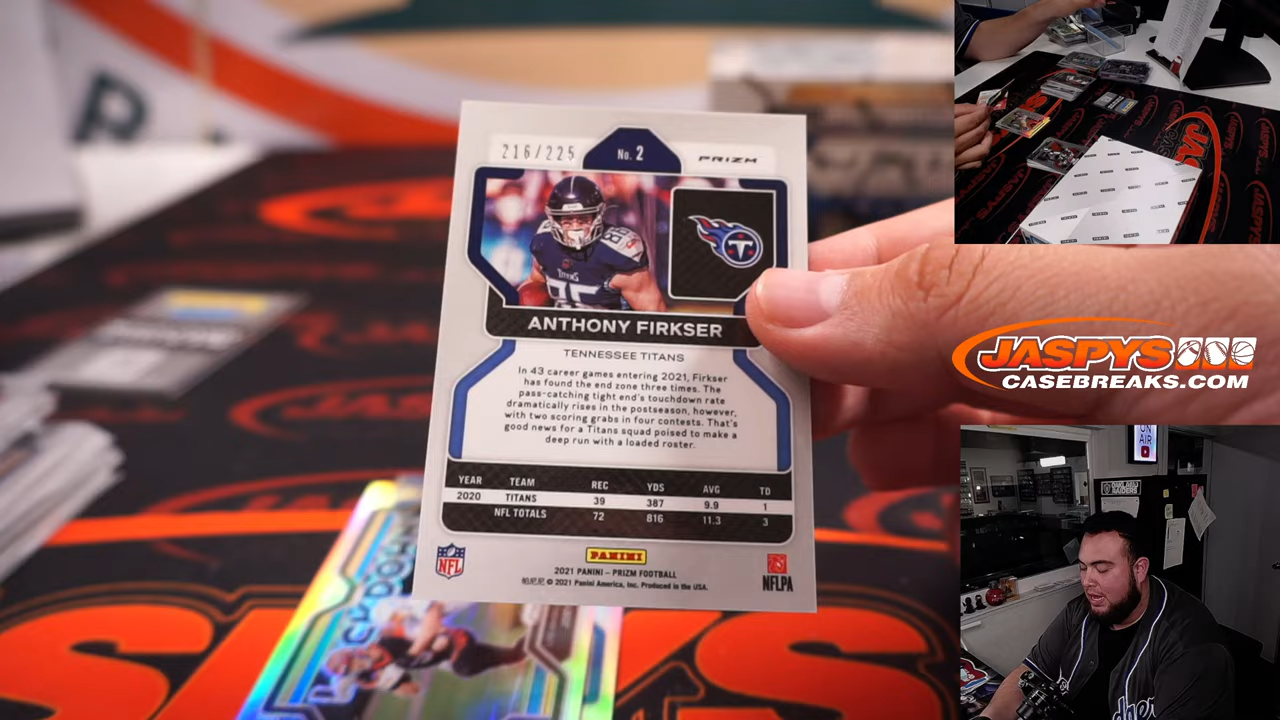 216/225
No. 2
PRIZM
TITANS
85
ANTHONY FIRKSER
TENNESSEE TITANS
In 43 career games entering 2021, Firkser
has found the end zone three times. The
pass-catching tight end's touchdown rate
dramatically rises in the postseason, however,
with two scoring grabs in four contests. That's
good news for a Titans squad poised to make a
deep run with a loaded roster.
YEAR TEAM REC YDS AVG TD
2020 TITANS 39 387 9.9 1
NFL TOTALS 72 816 11.3 3
NFL
PANINI
NFLPA
2021 PANINI – PRIZM FOOTBALL
© 2021 Panini America, Inc. Produced in the USA.
JASPYS
CASEBREAKS.COM
ON
AIR
OAKLAND
RAIDERS